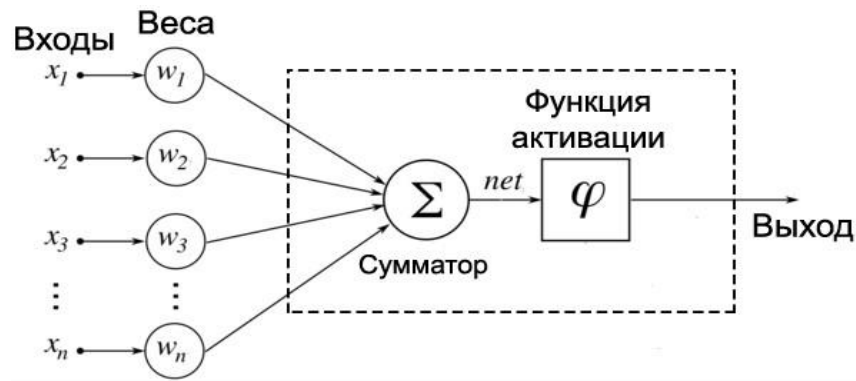 Входы
Веса
x1
w1
x2
w2
x3
w3
xn
wn
Σ
Сумматор
net
Функция
активации
φ
Выход